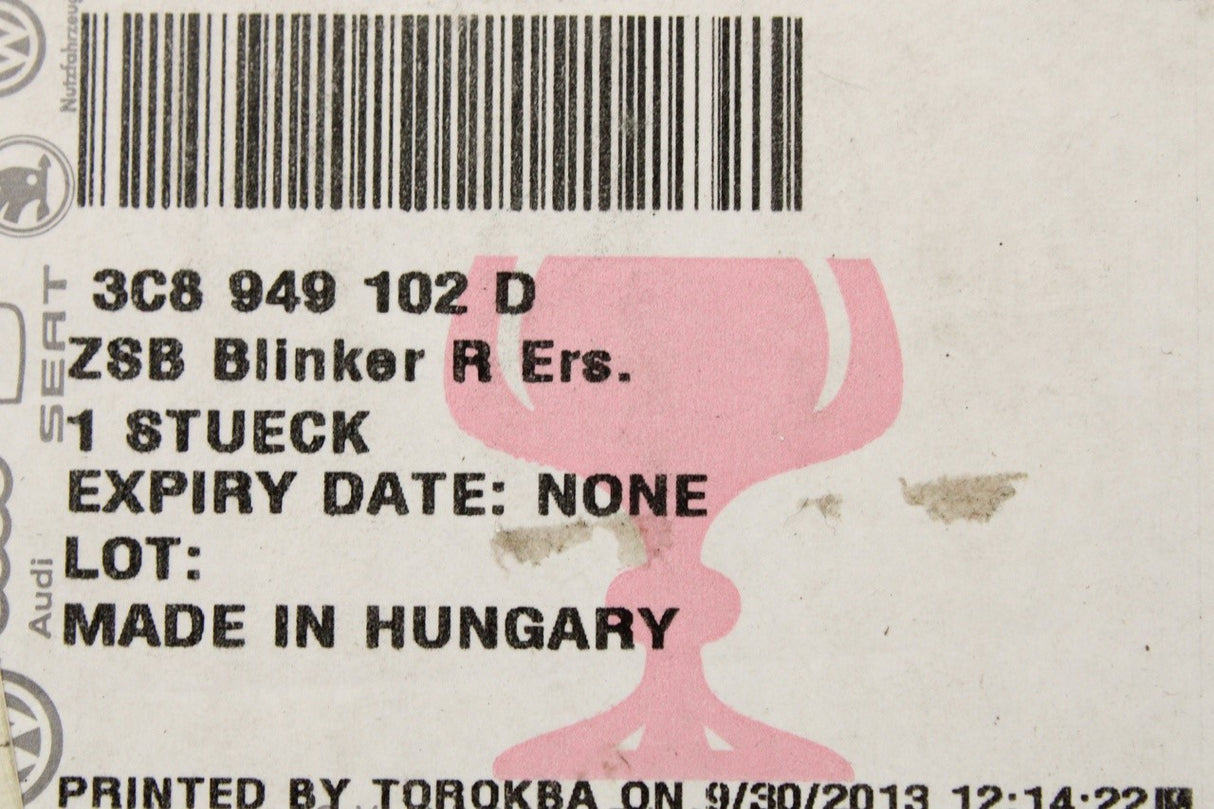 Nutzfahrzeug
3C8 949 102 D
ZSB Blinker R Ers.
1 STUECK
EXPIRY DATE: NONE
LOT:
MADE IN HUNGARY
PRINTED BY TOROKBA ON 9/30/2013 12:14:22
SEAT
Audi